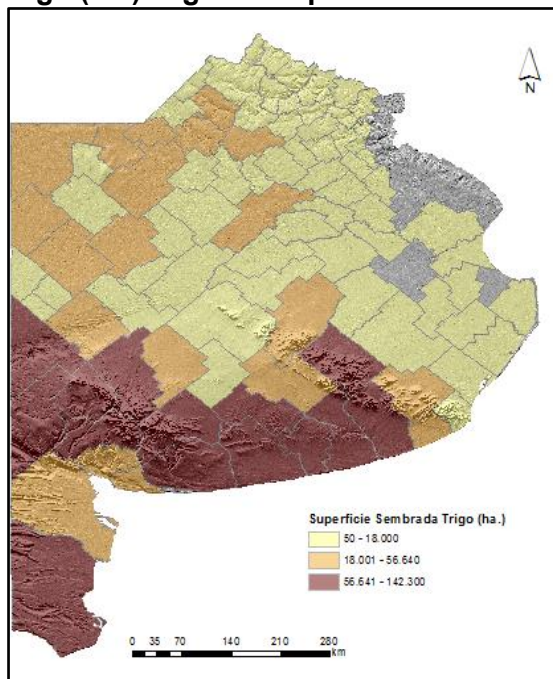 N
Superficie Sembrada Trigo (ha.)
50 - 18.000
18.001 - 56.640
56.641 - 142.300
0 35 70 140 210 280
km